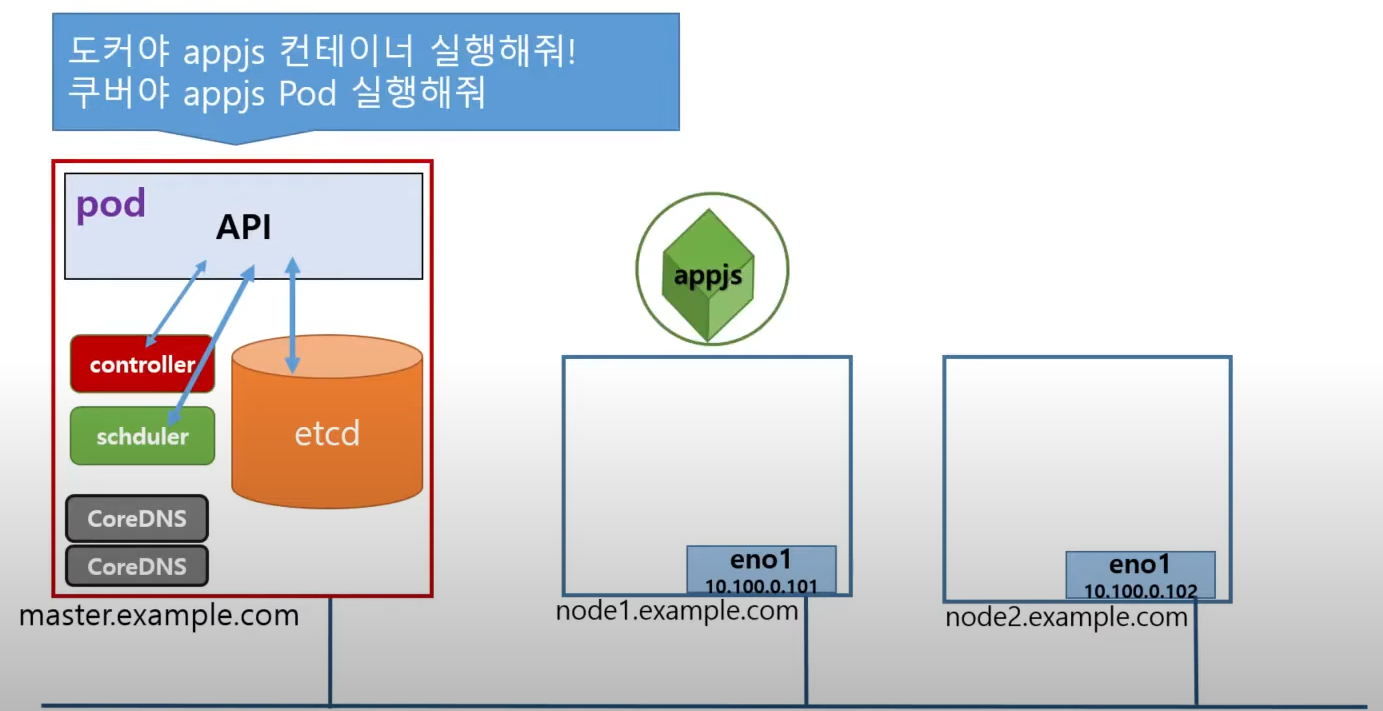 도커야 appjs 컨테이너 실행해줘!
쿠버야 appjs Pod 실행해줘
pod
API
controller
schduler
etcd
CoreDNS
CoreDNS
master.example.com
appjs
eno1
10.100.0.101
node1.example.com
eno1
10.100.0.102
node2.example.com